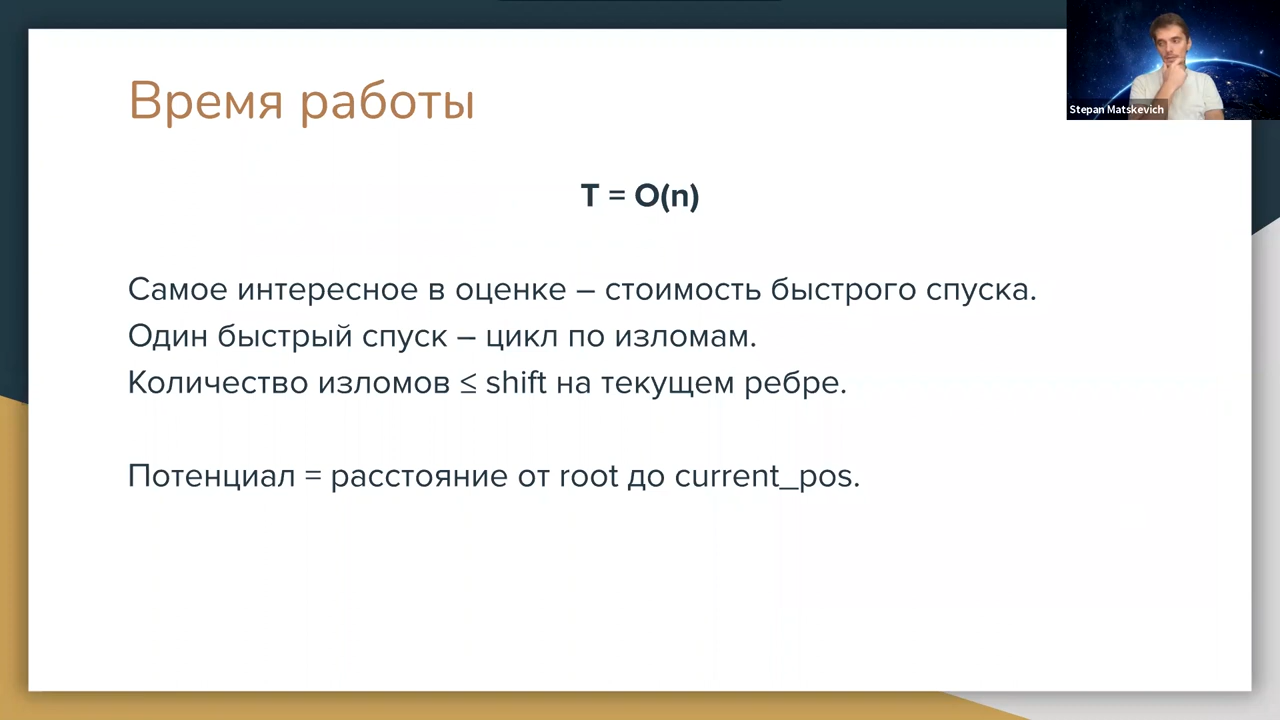 Время работы
Stepan Matskevich
T = O(n)
Самое интересное в оценке – стоимость быстрого спуска.
Один быстрый спуск – цикл по изломам.
Количество изломов ≤ shift на текущем ребре.
Потенциал = расстояние от root до current_pos.